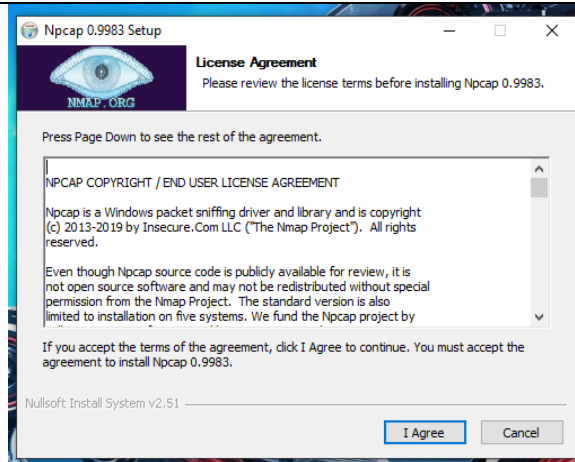 Npcap 0.9983 Setup
NMAP.ORG
License Agreement
Please review the license terms before installing Npcap 0.9983.
Press Page Down to see the rest of the agreement.
NPCAP COPYRIGHT / END USER LICENSE AGREEMENT
Npcap is a Windows packet sniffing driver and library and is copyright
(c) 2013-2019 by Insecure.Com LLC ("The Nmap Project"). All rights
reserved.
Even though Npcap source code is publicly available for review, it is
not open source software and may not be redistributed without special
permission from the Nmap Project. The standard version is also
limited to installation on five systems. We fund the Npcap project by
If you accept the terms of the agreement, click I Agree to continue. You must accept the
agreement to install Npcap 0.9983.
Nullsoft Install System v2.51
I Agree
Cancel